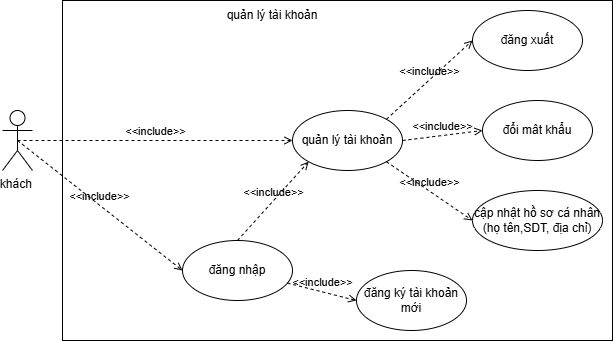 quản lý tài khoản
đăng xuất
<<include>>
<<include>>
quản lý tài khoản
<<include>>
đổi mât khẩu
khách
<<include>>
<<include>>
<<include>>
cập nhật hồ sơ cá nhân
(họ tên,SDT, địa chỉ)
đăng nhập
<<include>>
đăng ký tài khoản
mới